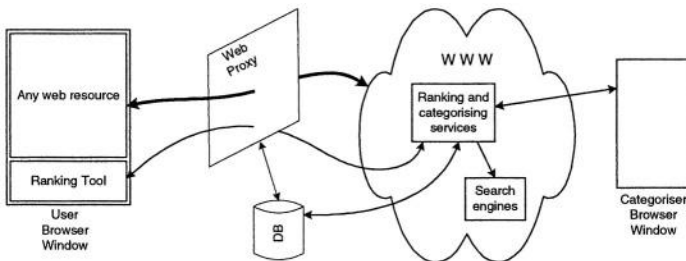 Any web resource
Ranking Tool
User
Browser
Window
Web
Proxy
DB
W W W
Ranking and
categorising
services
Search
engines
Categoriser
Browser
Window